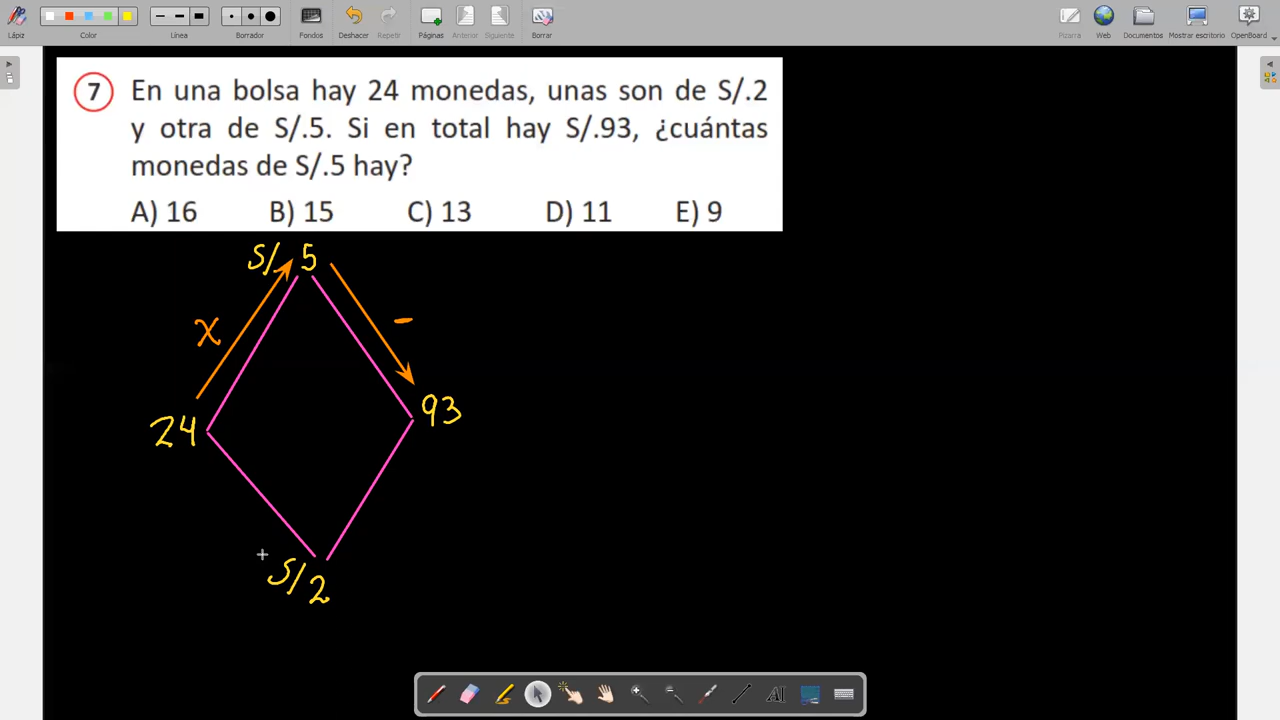 Lápiz Color Línea Borrador Fondos Deshacer Repetir Páginas Anterior Siguiente Borrar Pizarra Web Documentos Mostrar escritorio OpenBoard
7 En una bolsa hay 24 monedas, unas son de S/.2
y otra de S/.5. Si en total hay S/.93, ¿cuántas
monedas de S/.5 hay?
A) 16 B) 15 C) 13 D) 11 E) 9
S/ 5
x -
24 93
S/2
AI